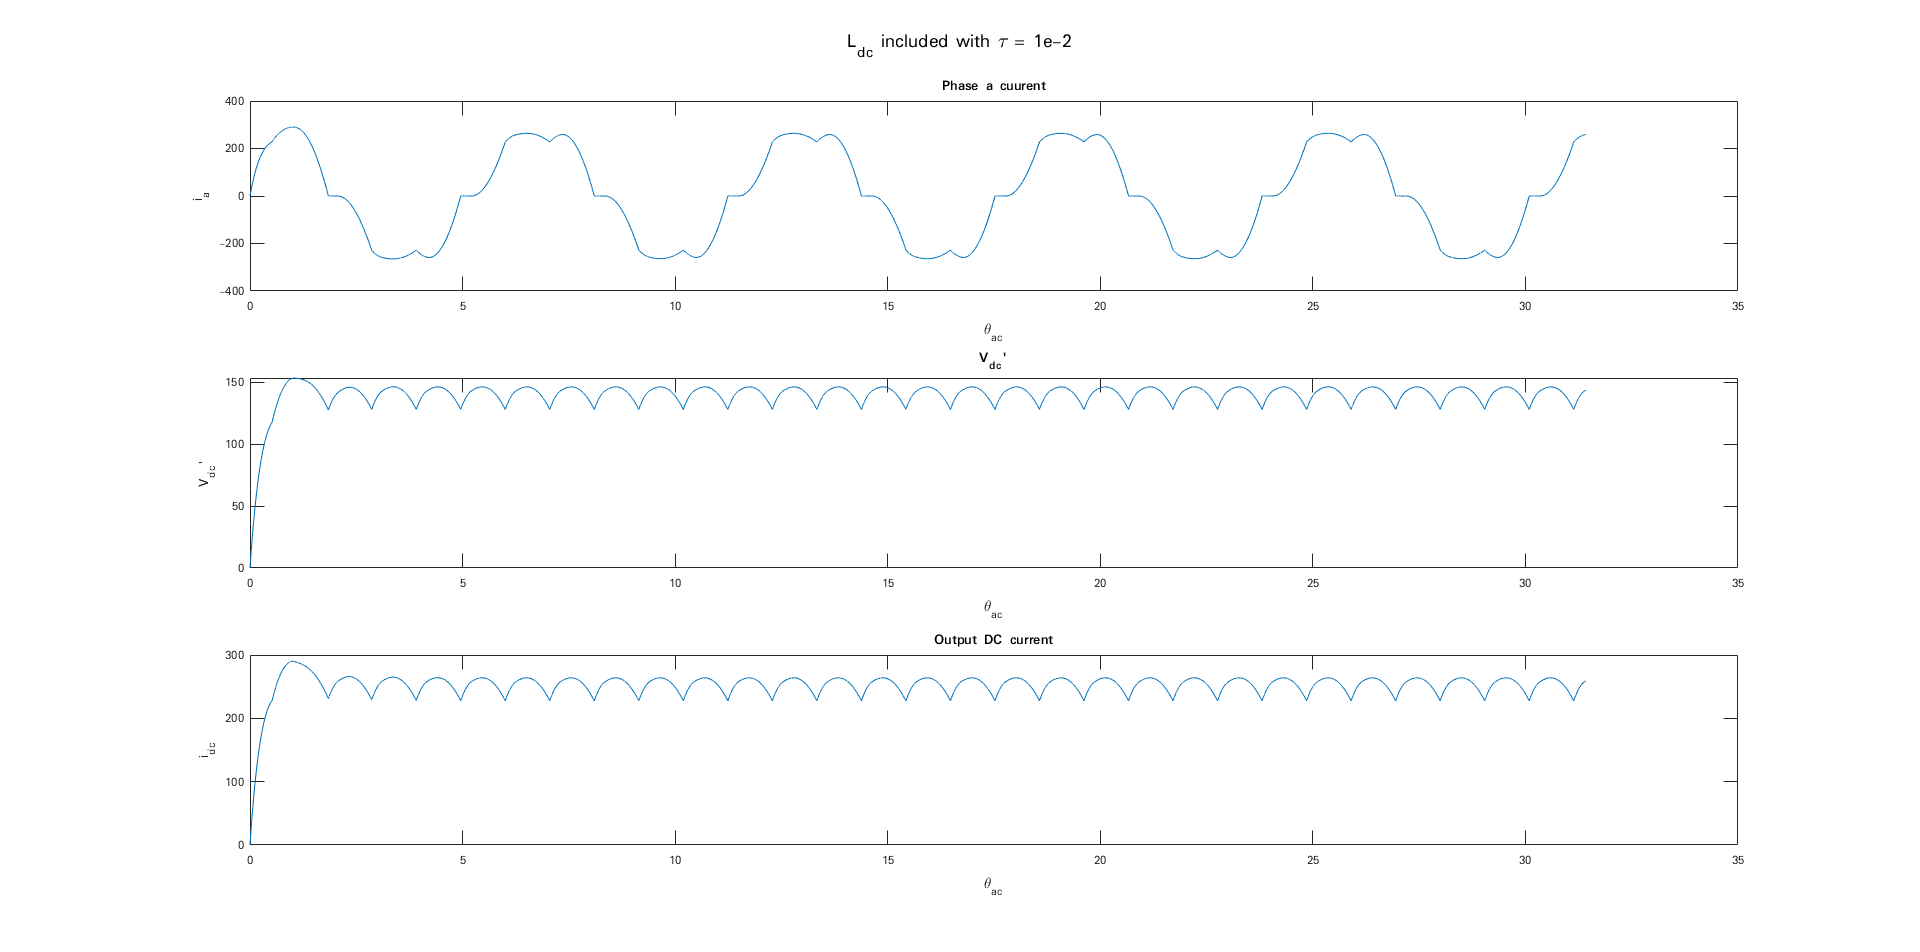 L_dc included with τ = 1e-2
Phase a cuurent
400
200
0
-200
-400
i_a
0 5 10 15 20 25 30 35
θ_ac
V_dc'
150
100
50
0
V_dc'
0 5 10 15 20 25 30 35
θ_ac
Output DC current
300
200
100
0
i_dc
0 5 10 15 20 25 30 35
θ_ac